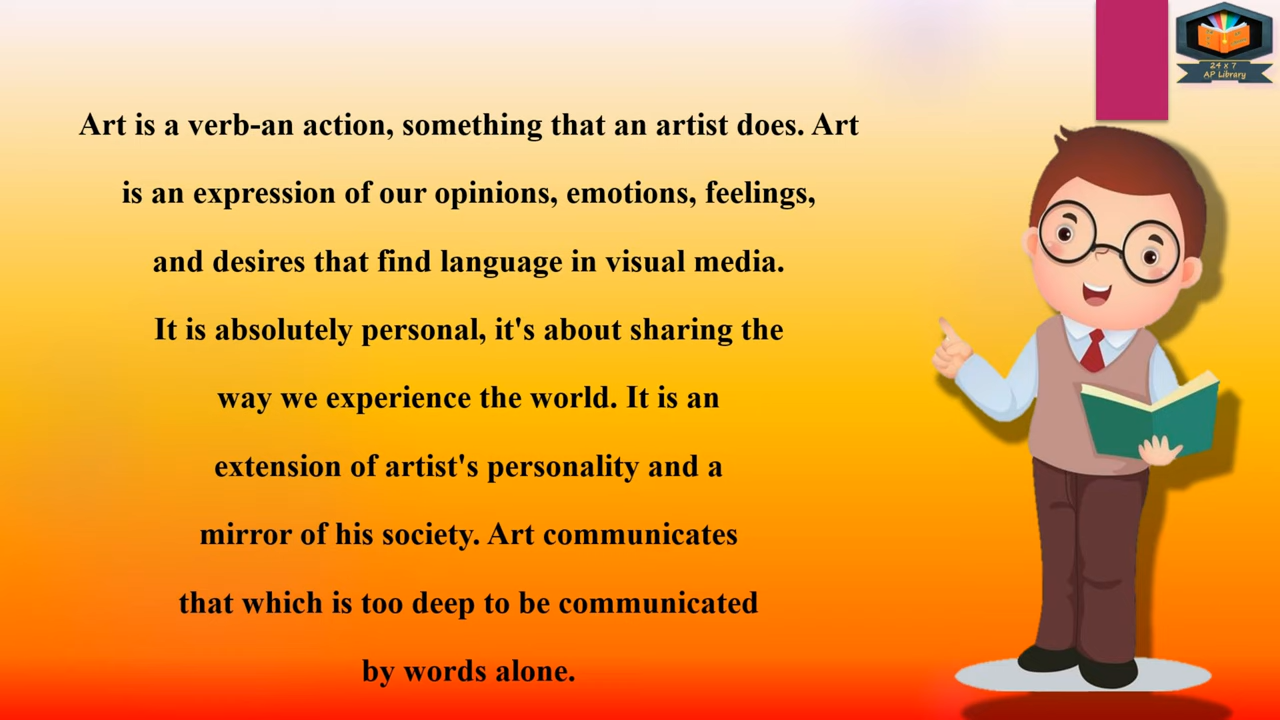 24 x 7
AP Library
Art is a verb-an action, something that an artist does. Art
is an expression of our opinions, emotions, feelings,
and desires that find language in visual media.
It is absolutely personal, it's about sharing the
way we experience the world. It is an
extension of artist's personality and a
mirror of his society. Art communicates
that which is too deep to be communicated
by words alone.